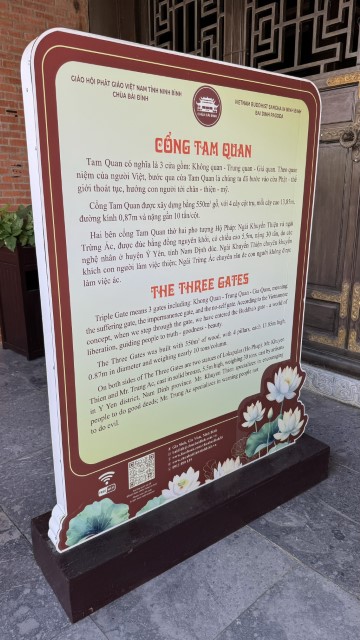 GIÁO HỘI PHẬT GIÁO VIỆT NAM TỈNH NINH BÌNH
CHÙA BÁI ĐÍNH
CHÙA BÁI ĐÍNH
VIETNAM BUDDHIST SANGHA IN NINH BINH
BAI DINH PAGODA
CỔNG TAM QUAN
Tam Quan có nghĩa là 3 cửa gồm: Không quan - Trung quan - Giả quan. Theo quan
niệm của người Việt, bước qua cửa Tam Quan là chúng ta đã bước vào cửa Phật - thế
giới thoát tục, hướng con người tới chân - thiện - mỹ.
Cổng Tam Quan được xây dựng bằng 550m³ gỗ, với 4 cây cột trụ, mỗi cây cao 13,85m,
đường kính 0,87m và nặng gần 10 tấn/cột.
Hai bên cổng Tam Quan thờ hai pho tượng Hộ Pháp: Ngài Khuyến Thiện và ngài
Trừng Ác, được đúc bằng đồng nguyên khối, có chiều cao 5,5m, nặng 30 tấn, do các
nghệ nhân ở huyện Ý Yên, tỉnh Nam Định đúc. Ngài Khuyến Thiện chuyên khuyến
khích con người làm việc thiện; Ngài Trừng Ác chuyên răn đe con người không được
làm việc ác.
THE THREE GATES
Triple Gate means 3 gates including: Khong Quan - Trung Quan - Gia Quan,
the suffering gate, the impermanence gate, and the no-self gate. According to the Vietnamese
concept, when we step through the gate, we have entered the Buddha's gate - a world of
liberation, guiding people to truth - goodness - beauty.
The Three Gates was built with 550m³ of wood, with 4 pillars, each 13.85m high,
0.87m in diameter and weighing nearly 10 tons/column.
On both sides of The Three Gates are two statues of Lokapalas (Ho Phap): Mr. Khuyen
Thien and Mr. Trung Ac, cast in solid bronze, 5.5m high, weighing 30 tons, cast by artisans
in Y Yen district, Nam Dinh province. Mr. Khuyen Thien specializes in encouraging
people to do good deeds; Mr. Trung Ac specializes in warning people not
to do evil.
WiFi